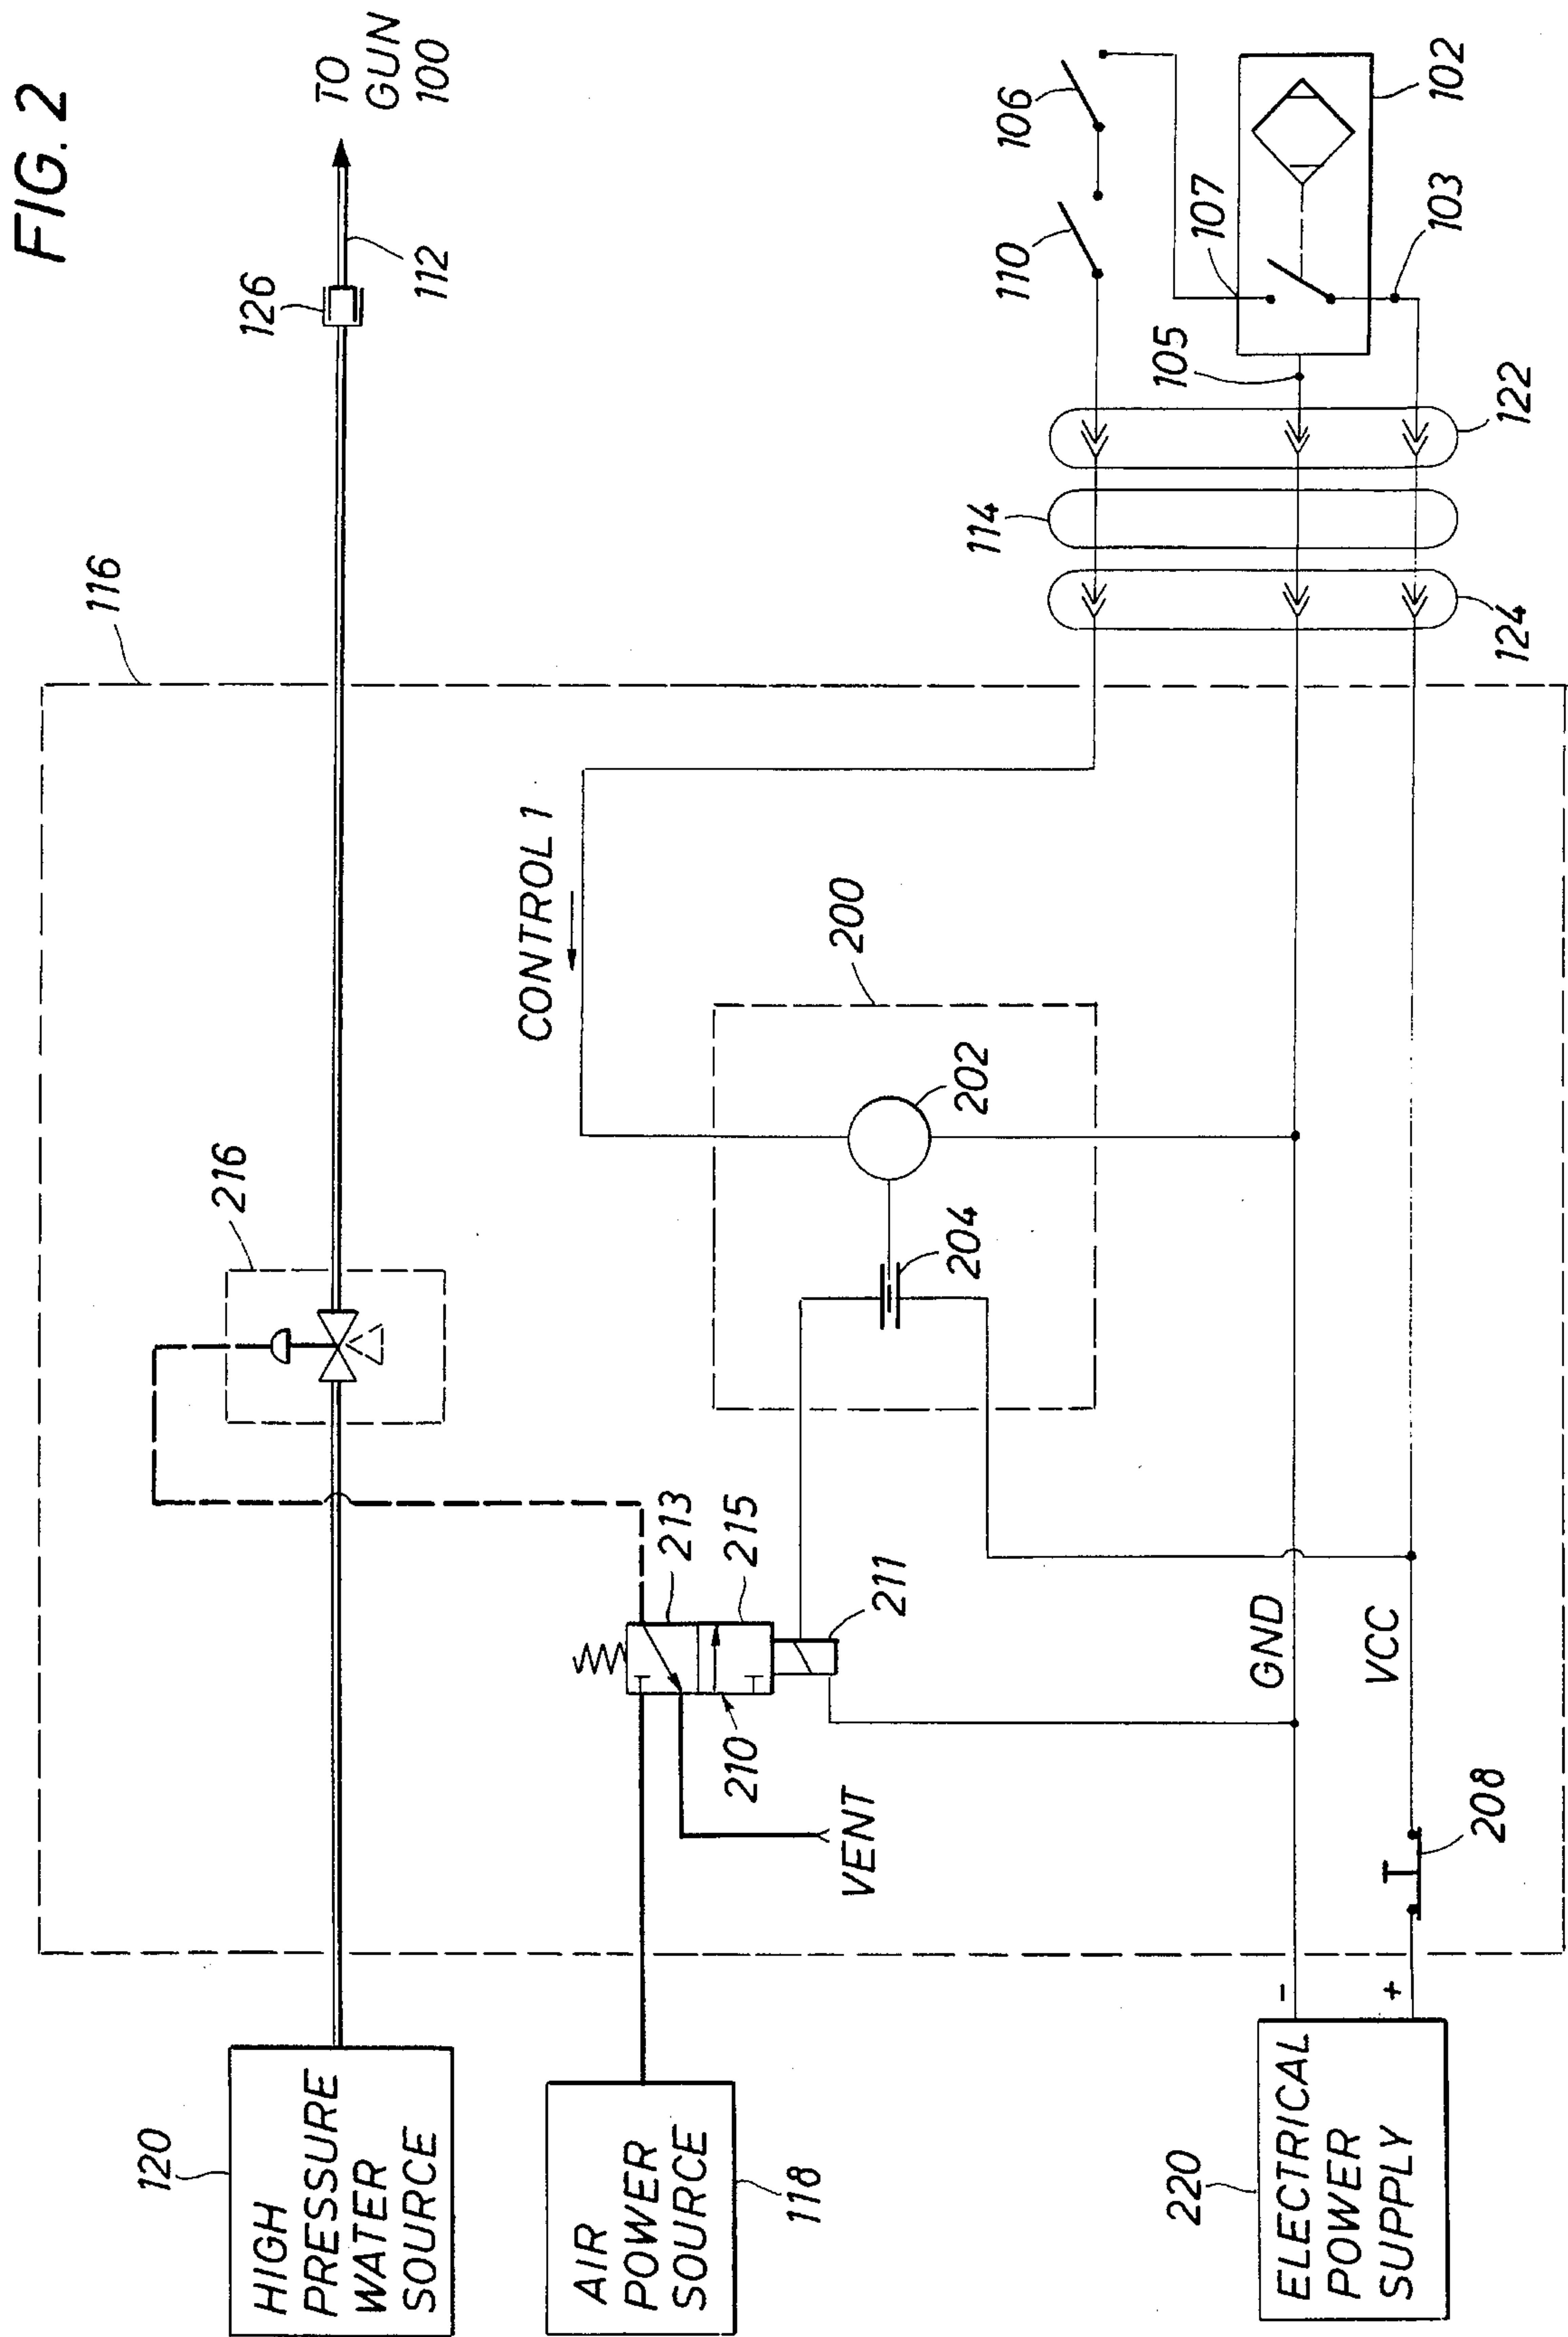 FIG. 2
TO
GUN
100
126
112
116
216
106
110
107
102
103
105
122
114
124
CONTROL 1
200
202
204
213
215
211
210
VENT
GND
VCC
208
-
+
120
HIGH
PRESSURE
WATER
SOURCE
118
AIR
POWER
SOURCE
220
ELECTRICAL
POWER
SUPPLY